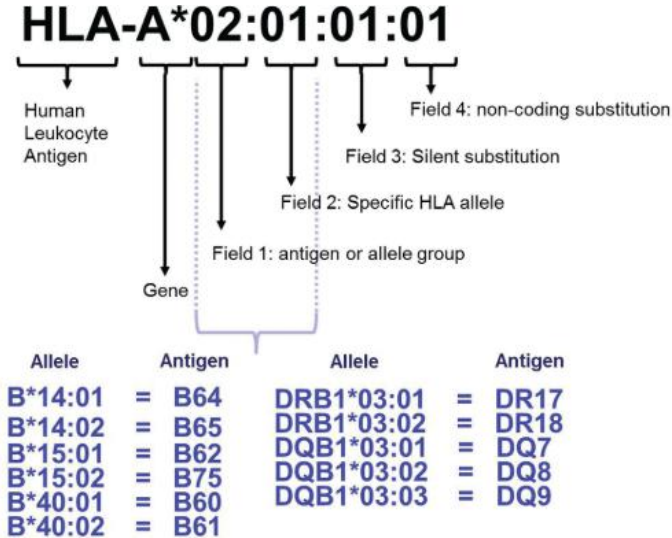 HLA-A*02:01:01:01
Human
Leukocyte
Antigen
Field 4: non-coding substitution
Field 3: Silent substitution
Field 2: Specific HLA allele
Field 1: antigen or allele group
Gene
Allele Antigen Allele Antigen
B*14:01 = B64 DRB1*03:01 = DR17
B*14:02 = B65 DRB1*03:02 = DR18
B*15:01 = B62 DQB1*03:01 = DQ7
B*15:02 = B75 DQB1*03:02 = DQ8
B*40:01 = B60 DQB1*03:03 = DQ9
B*40:02 = B61